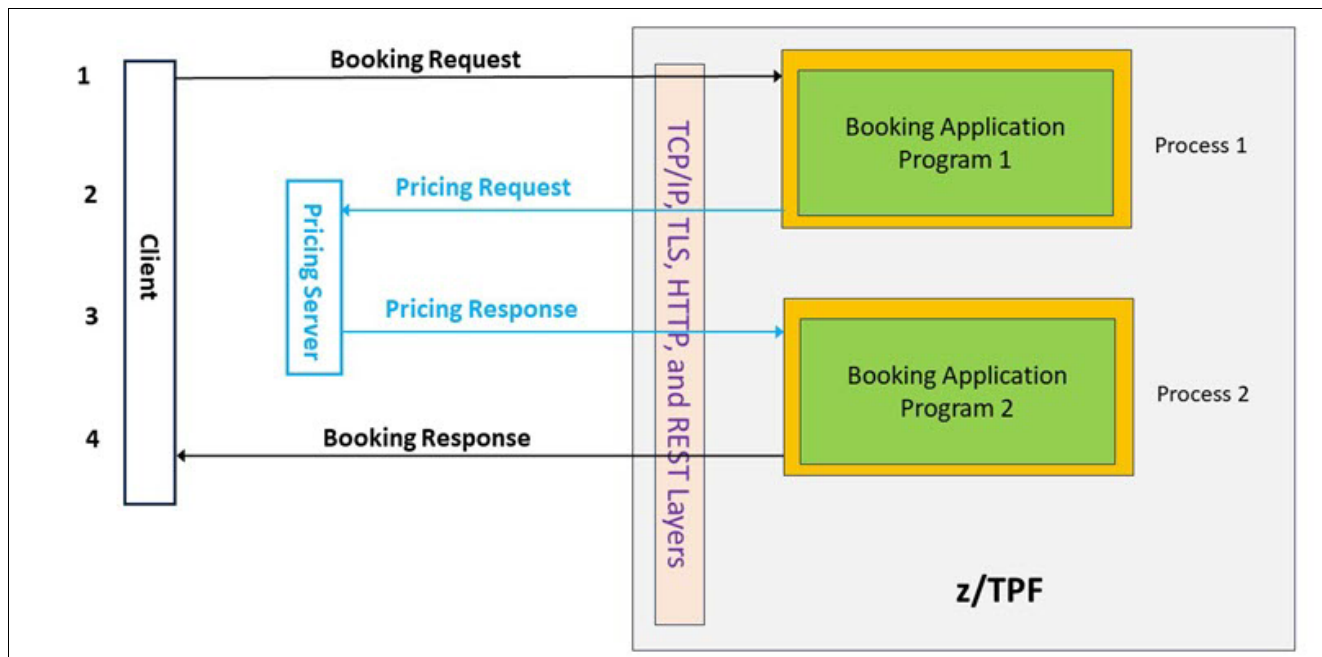 Booking Request
1
Booking Application
Program 1
Process 1
Pricing Request
2
Client
Pricing Server
TCP/IP, TLS, HTTP, and REST Layers
3
Pricing Response
Booking Application
Program 2
Process 2
4
Booking Response
z/TPF